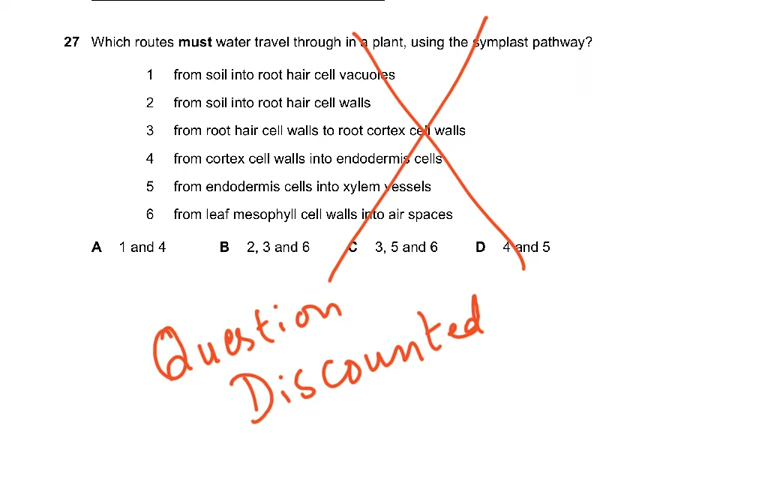 27 Which routes must water travel through in a plant, using the symplast pathway?
1 from soil into root hair cell vacuoles
2 from soil into root hair cell walls
3 from root hair cell walls to root cortex cell walls
4 from cortex cell walls into endodermis cells
5 from endodermis cells into xylem vessels
6 from leaf mesophyll cell walls into air spaces
A 1 and 4 B 2, 3 and 6 C 3, 5 and 6 D 4 and 5
Question
Discounted